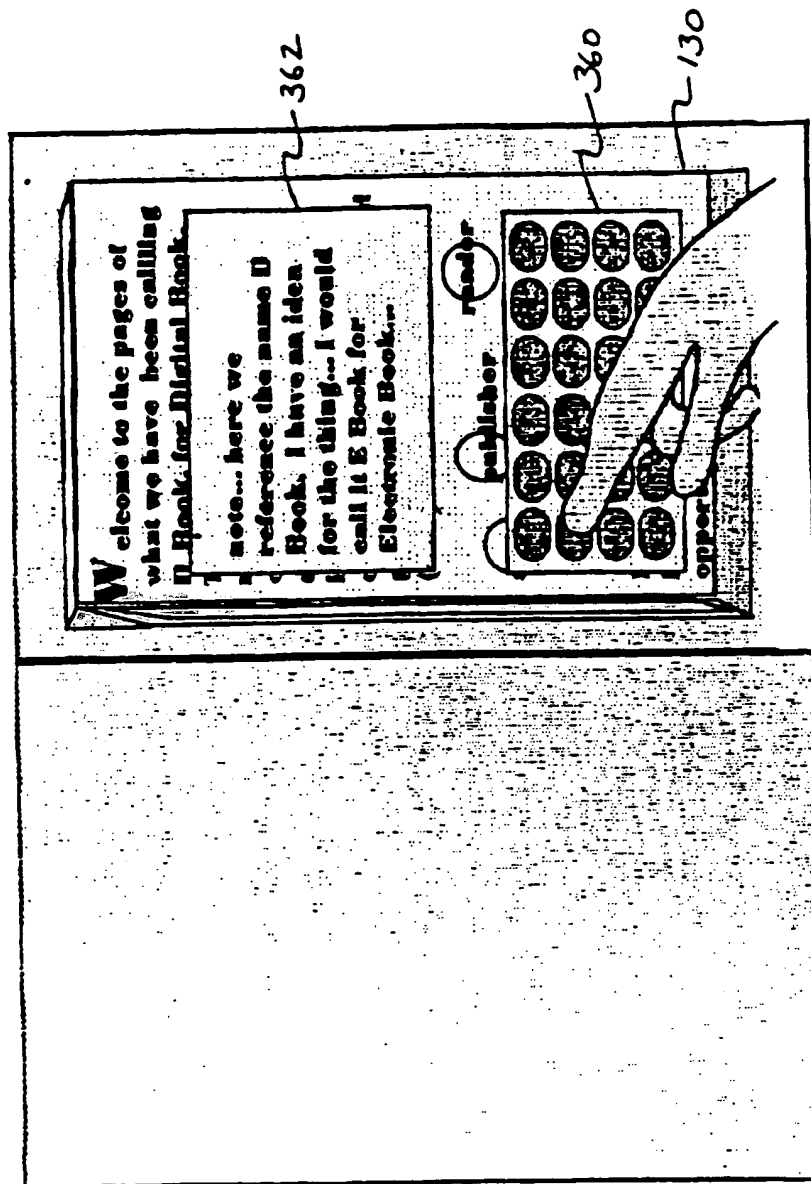 Welcome to the pages of
what we have been callling
D Book, for Digital Book.
note... here we
reference the name D
Book. I have an idea
for the thing... I would
call it E Book for
Electronic Book...
publisher reader
oppor
362
360
130